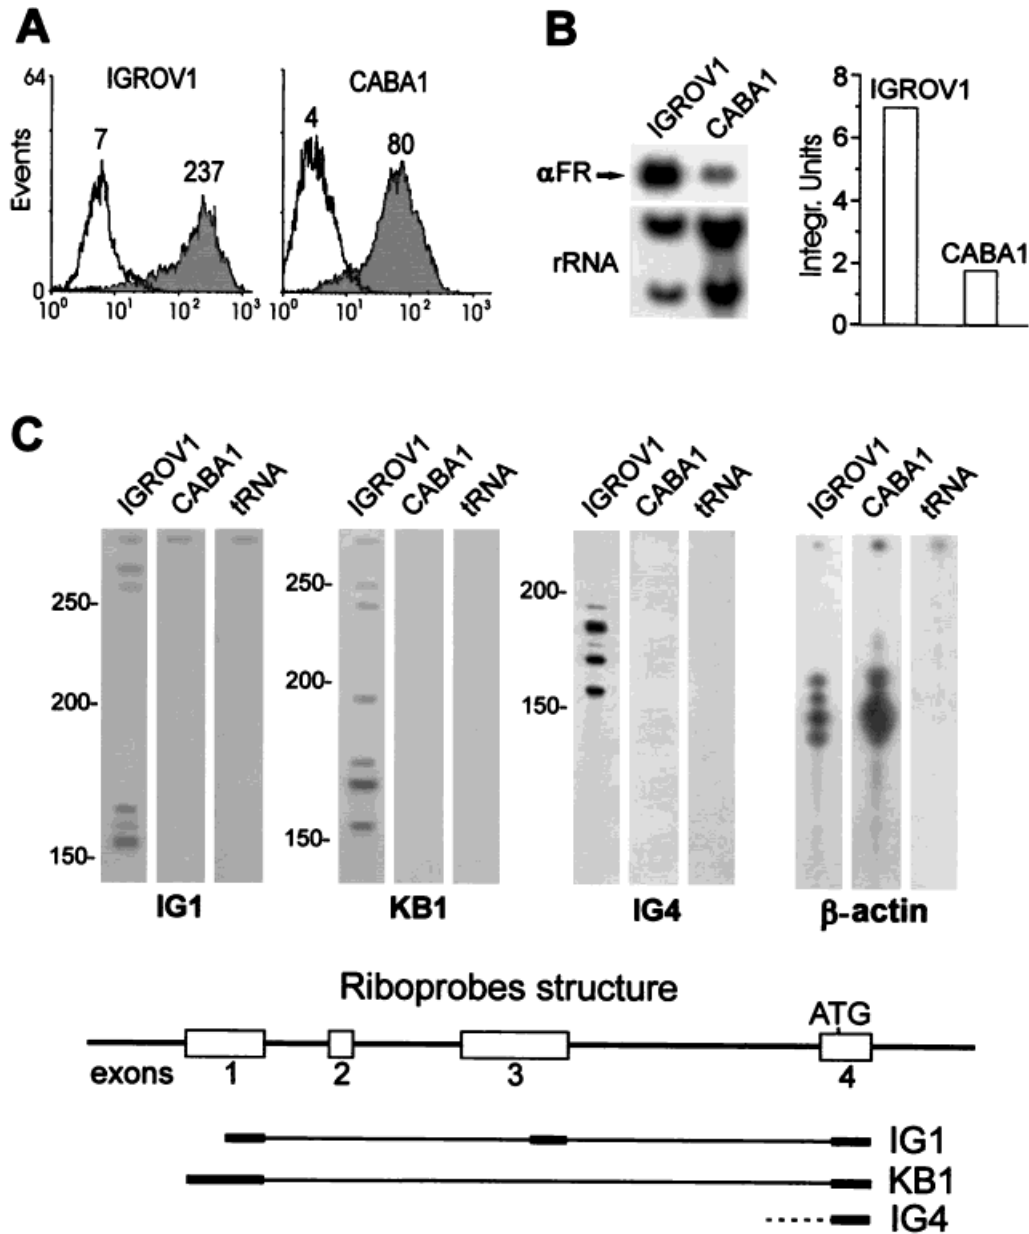 A
B
IGROV1
CABA1
64
Events
0
7
237
4
80
10⁰ 10¹ 10² 10³
10⁰ 10¹ 10² 10³
IGROV1
CABA1
αFR
rRNA
8
6
4
2
0
Integr. Units
IGROV1
CABA1
C
IGROV1
CABA1
tRNA
250-
200-
150-
IG1
IGROV1
CABA1
tRNA
250-
200-
150-
KB1
IGROV1
CABA1
tRNA
200-
150-
IG4
IGROV1
CABA1
tRNA
β-actin
Riboprobes structure
ATG
exons 1 2 3 4
IG1
KB1
IG4